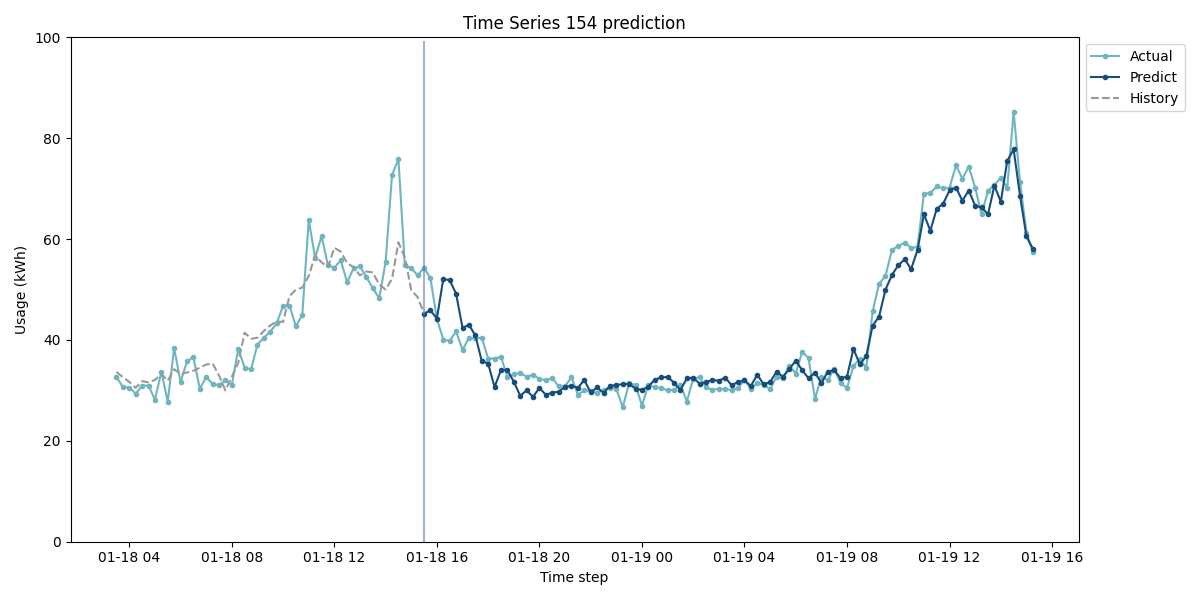 Time Series 154 prediction
100
80
60
40
20
0
Usage (kWh)
01-18 04
01-18 08
01-18 12
01-18 16
01-18 20
01-19 00
01-19 04
01-19 08
01-19 12
01-19 16
Time step
Actual
Predict
History